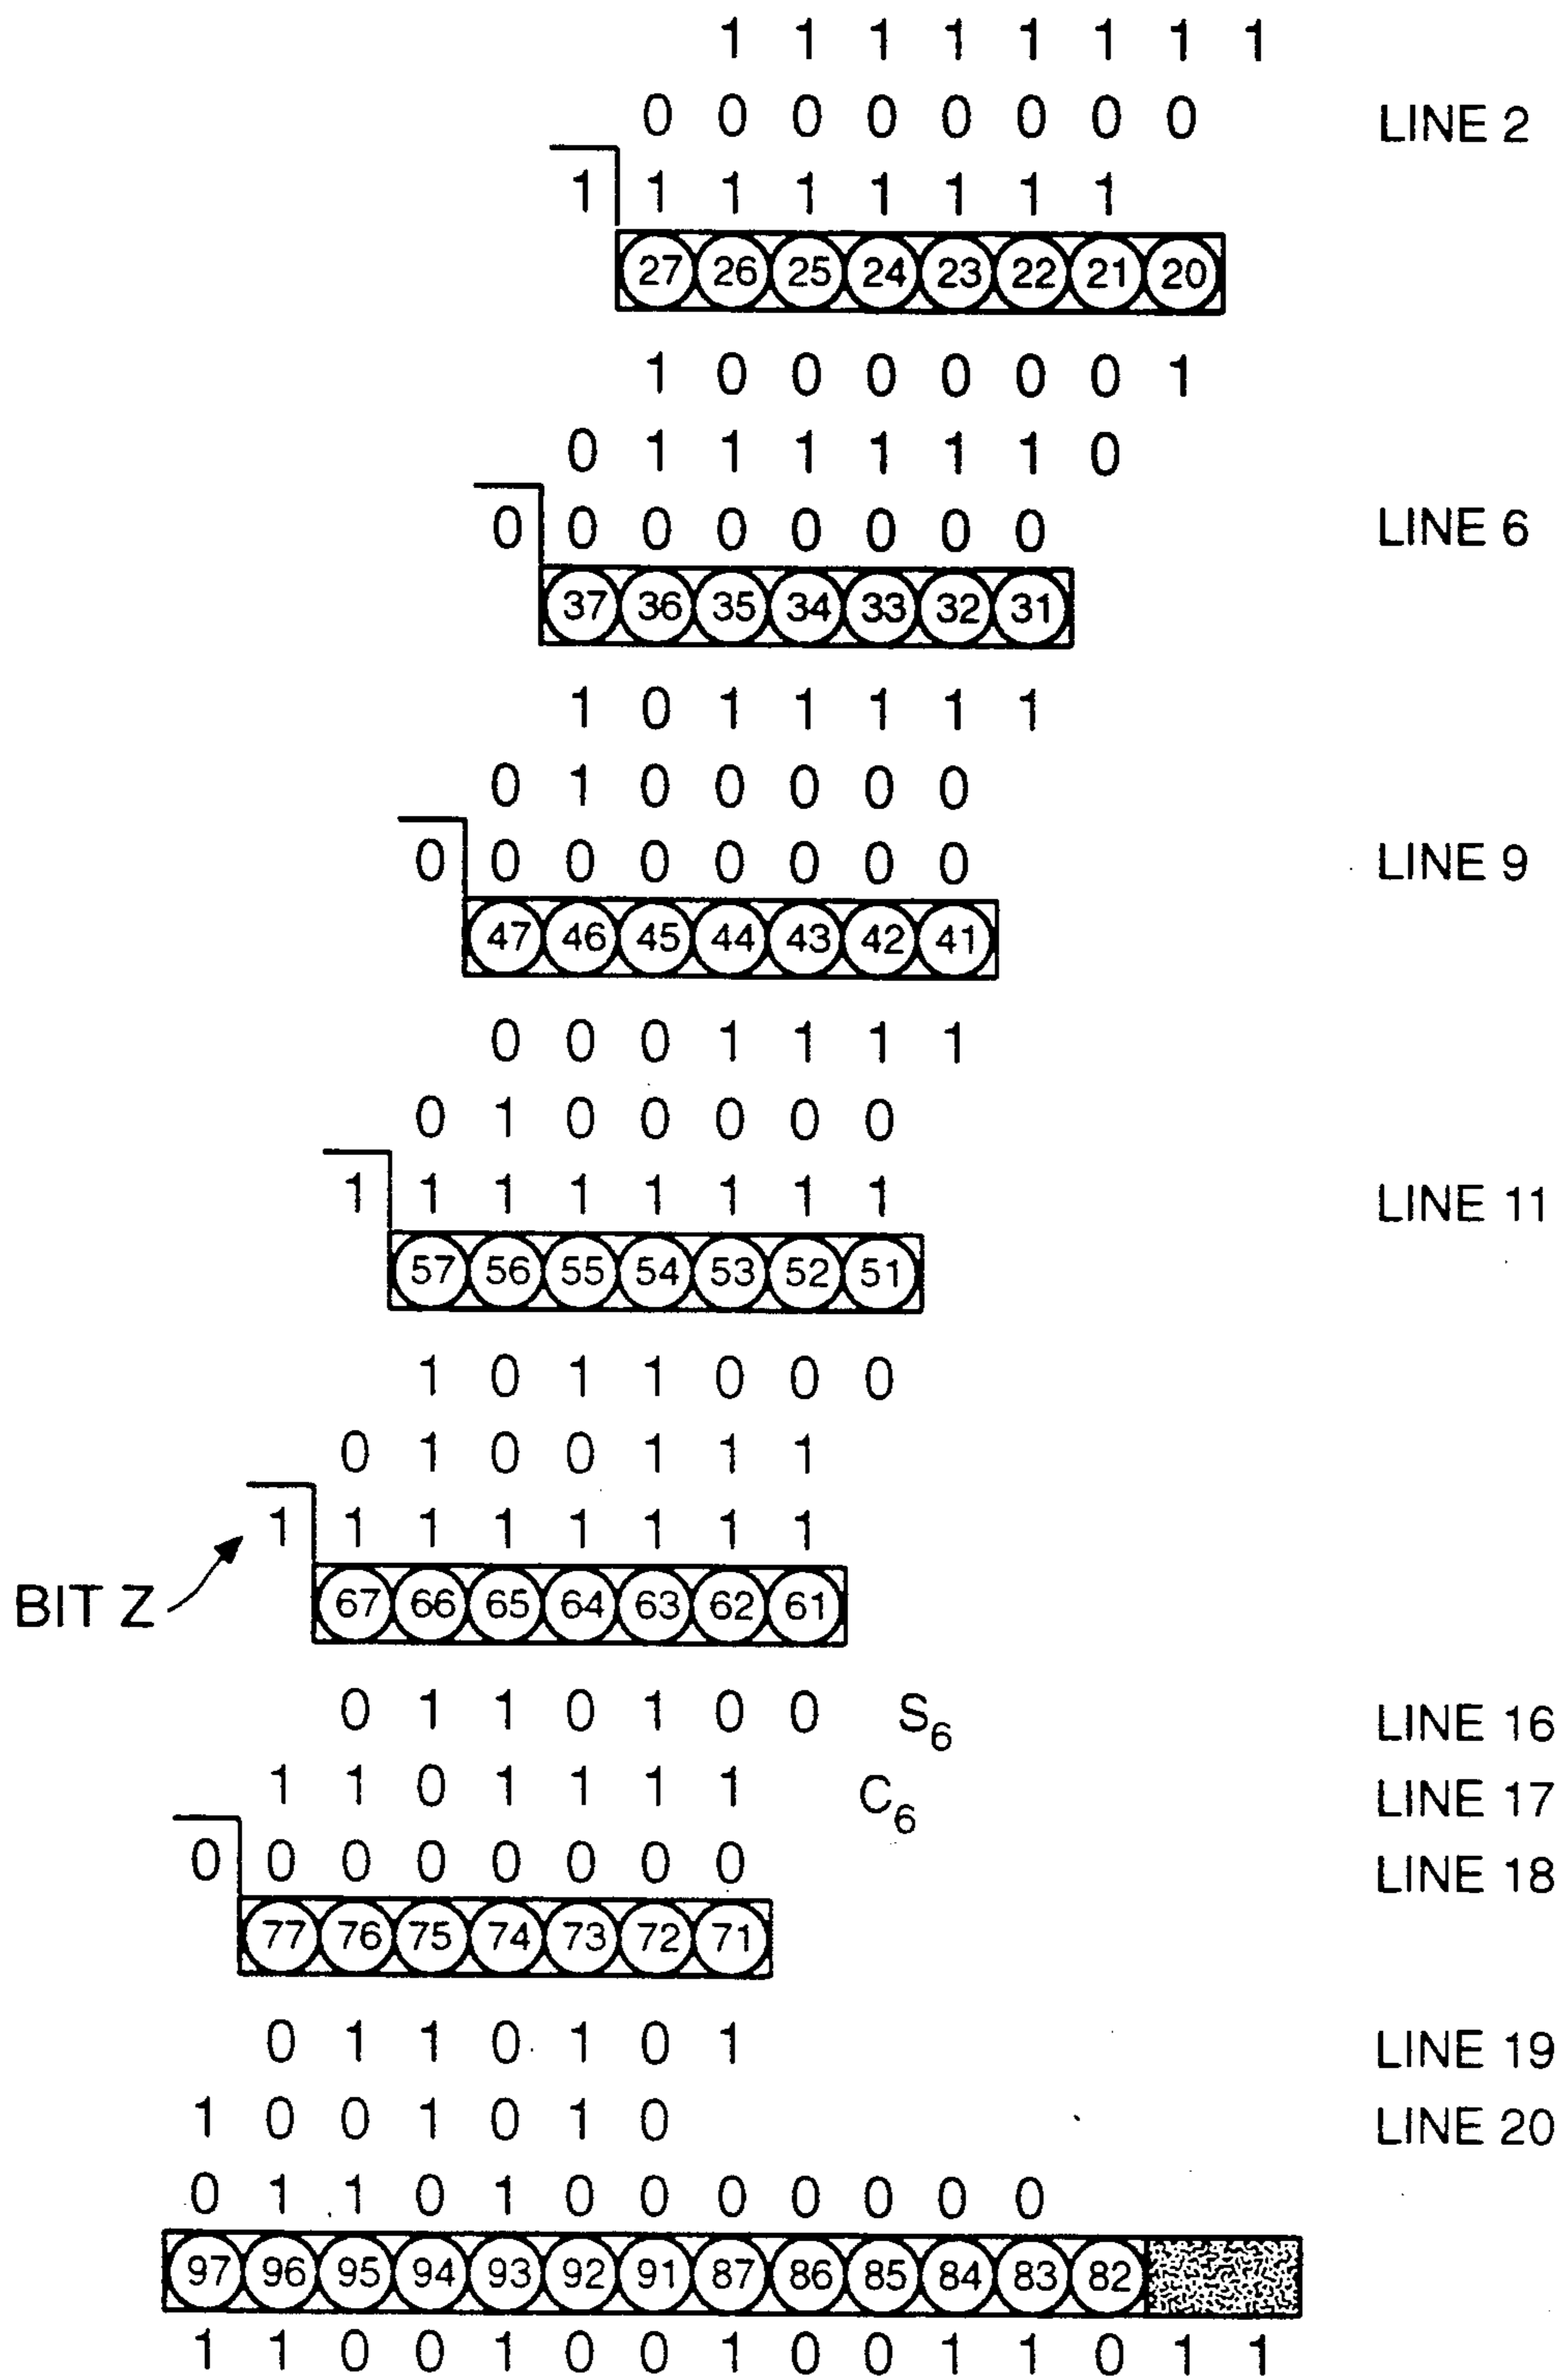 1 1 1 1 1 1 1 1
0 0 0 0 0 0 0 0 LINE 2
1 1 1 1 1 1 1 1
27 26 25 24 23 22 21 20
1 0 0 0 0 0 0 1
0 1 1 1 1 1 1 0
0 0 0 0 0 0 0 0 LINE 6
37 36 35 34 33 32 31
1 0 1 1 1 1 1
0 1 0 0 0 0 0
0 0 0 0 0 0 0 0 LINE 9
47 46 45 44 43 42 41
0 0 0 1 1 1 1
0 1 0 0 0 0 0
1 1 1 1 1 1 1 1 LINE 11
57 56 55 54 53 52 51
1 0 1 1 0 0 0
0 1 0 0 1 1 1
1 1 1 1 1 1 1 1
BIT Z 67 66 65 64 63 62 61
0 1 1 0 1 0 0 S6 LINE 16
1 1 0 1 1 1 1 C6 LINE 17
0 0 0 0 0 0 0 0 LINE 18
77 76 75 74 73 72 71
0 1 1 0 1 0 1 LINE 19
1 0 0 1 0 1 0 LINE 20
0 1 1 0 1 0 0 0 0 0 0 0
97 96 95 94 93 92 91 87 86 85 84 83 82
1 1 0 0 1 0 0 1 0 0 1 1 0 1 1